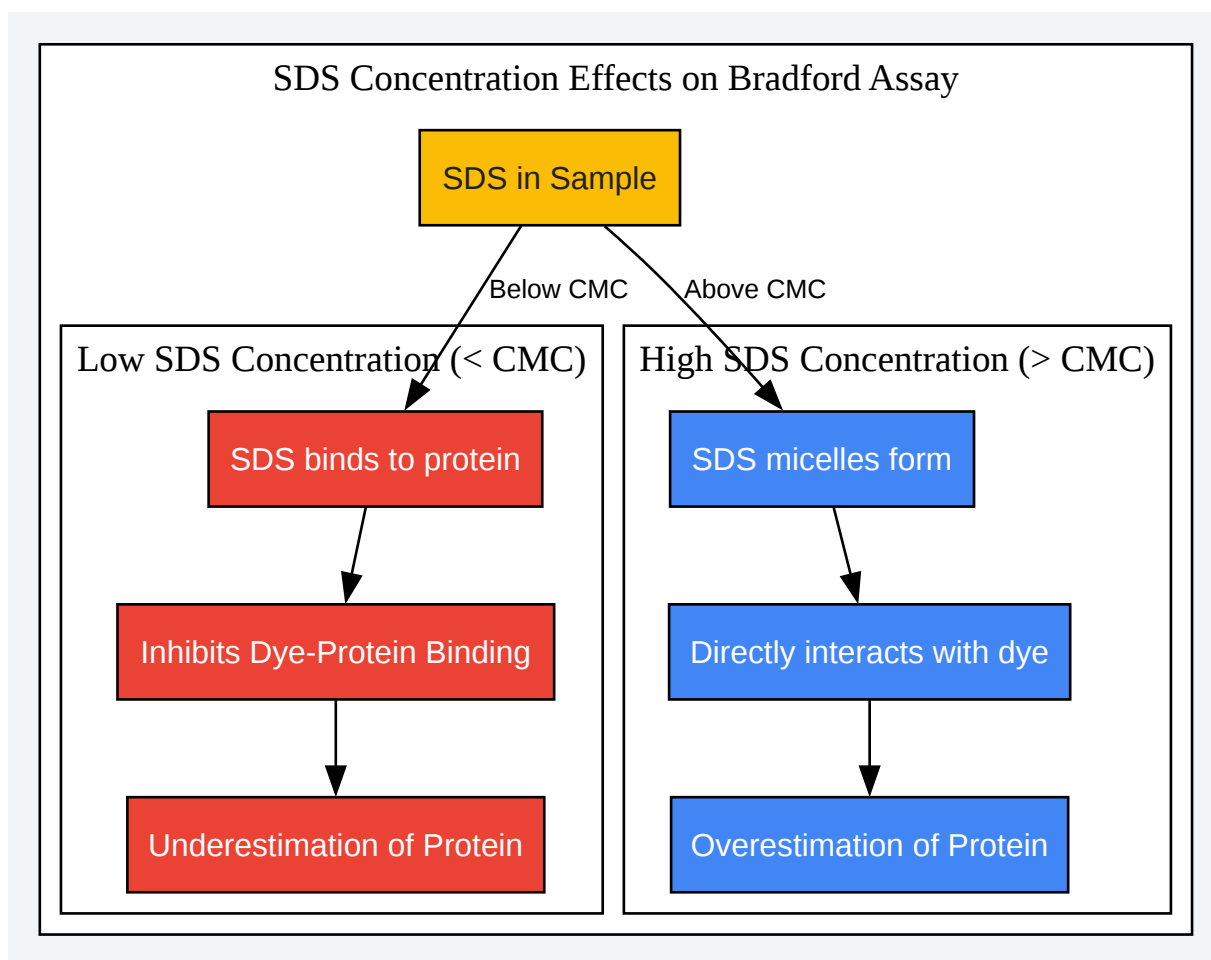 SDS Concentration Effects on Bradford Assay
SDS in Sample
Below CMC
Above CMC
Low SDS Concentration (< CMC)
SDS binds to protein
Inhibits Dye-Protein Binding
Underestimation of Protein
High SDS Concentration (> CMC)
SDS micelles form
Directly interacts with dye
Overestimation of Protein